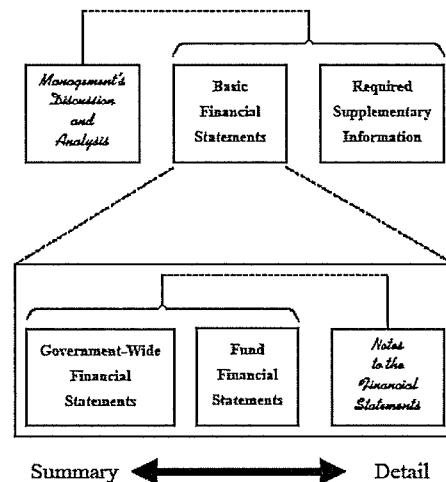 Management's
Discussion
and
Analysis
Basic
Financial
Statements
Required
Supplementary
Information
Government-Wide
Financial
Statements
Fund
Financial
Statements
Notes
to the
Financial
Statements
Summary
Detail